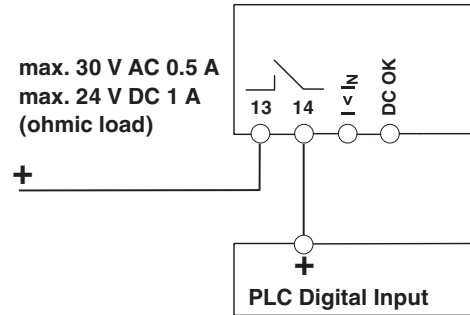 max. 30 V AC 0.5 A
max. 24 V DC 1 A
(ohmic load)
13 14 I < IN DC OK
+
+
PLC Digital Input